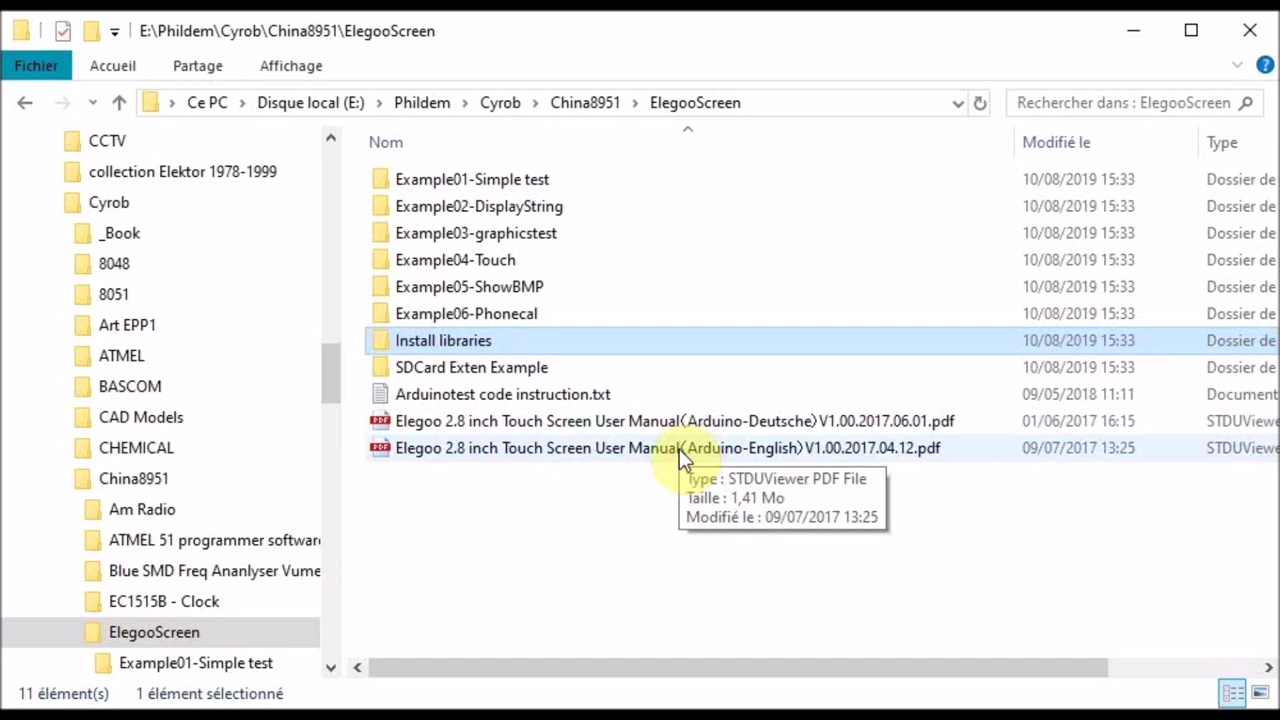 E:\Phildem\Cyrob\China8951\ElegooScreen
Fichier Accueil Partage Affichage
Ce PC Disque local (E:) Phildem Cyrob China8951 ElegooScreen Rechercher dans : ElegooScreen
CCTV
collection Elektor 1978-1999
Cyrob
_Book
8048
8051
Art EPP1
ATMEL
BASCOM
CAD Models
CHEMICAL
China8951
Am Radio
ATMEL 51 programmer software
Blue SMD Freq Ananlyser Vume
EC1515B - Clock
ElegooScreen
Example01-Simple test
Nom Modifié le Type
Example01-Simple test 10/08/2019 15:33 Dossier de
Example02-DisplayString 10/08/2019 15:33 Dossier de
Example03-graphicstest 10/08/2019 15:33 Dossier de
Example04-Touch 10/08/2019 15:33 Dossier de
Example05-ShowBMP 10/08/2019 15:33 Dossier de
Example06-Phonecal 10/08/2019 15:33 Dossier de
Install libraries 10/08/2019 15:33 Dossier de
SDCard Exten Example 10/08/2019 15:33 Dossier de
Arduinotest code instruction.txt 09/05/2018 11:11 Document
Elegoo 2.8 inch Touch Screen User Manual（Arduino-Deutsche）V1.00.2017.06.01.pdf 01/06/2017 16:15 STDUViewe
Elegoo 2.8 inch Touch Screen User Manual（Arduino-English）V1.00.2017.04.12.pdf 09/07/2017 13:25 STDUViewe
Type : STDUViewer PDF File
Taille : 1,41 Mo
Modifié le : 09/07/2017 13:25
11 élément(s) 1 élément sélectionné